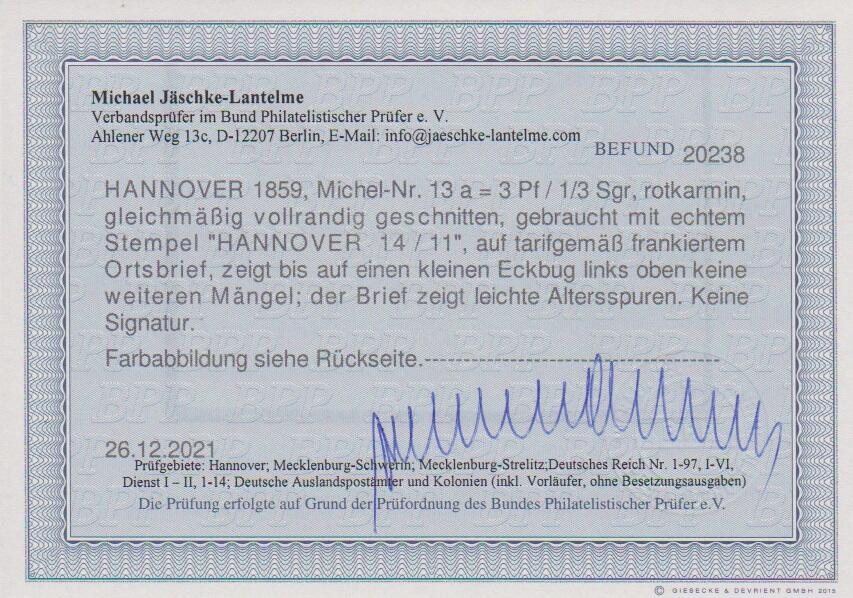 Michael Jäschke-Lantelme
Verbandsprüfer im Bund Philatelistischer Prüfer e. V.
Ahlener Weg 13c, D-12207 Berlin, E-Mail: info@jaeschke-lantelme.com
BEFUND 20238
HANNOVER 1859, Michel-Nr. 13 a = 3 Pf / 1/3 Sgr, rotkarmin,
gleichmäßig vollrandig geschnitten, gebraucht mit echtem
Stempel "HANNOVER 14 / 11", auf tarifgemäß frankiertem
Ortsbrief, zeigt bis auf einen kleinen Eckbug links oben keine
weiteren Mängel; der Brief zeigt leichte Altersspuren. Keine
Signatur.
Farbabbildung siehe Rückseite.---------------------------------------
26.12.2021
Prüfgebiete: Hannover; Mecklenburg-Schwerin; Mecklenburg-Strelitz;Deutsches Reich Nr. 1-97, I-VI,
Dienst I – II, 1-14; Deutsche Auslandspostämter und Kolonien (inkl. Vorläufer, ohne Besetzungsausgaben)
Die Prüfung erfolgte auf Grund der Prüfordnung des Bundes Philatelistischer Prüfer e.V.
© GIESECKE & DEVRIENT GMBH 2015